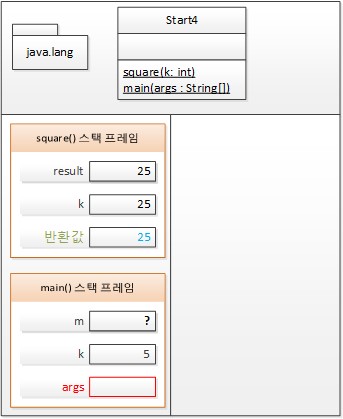 java.lang
Start4
square(k: int)
main(args : String[])
square() 스택 프레임
result 25
k 25
반환값 25
main() 스택 프레임
m ?
k 5
args